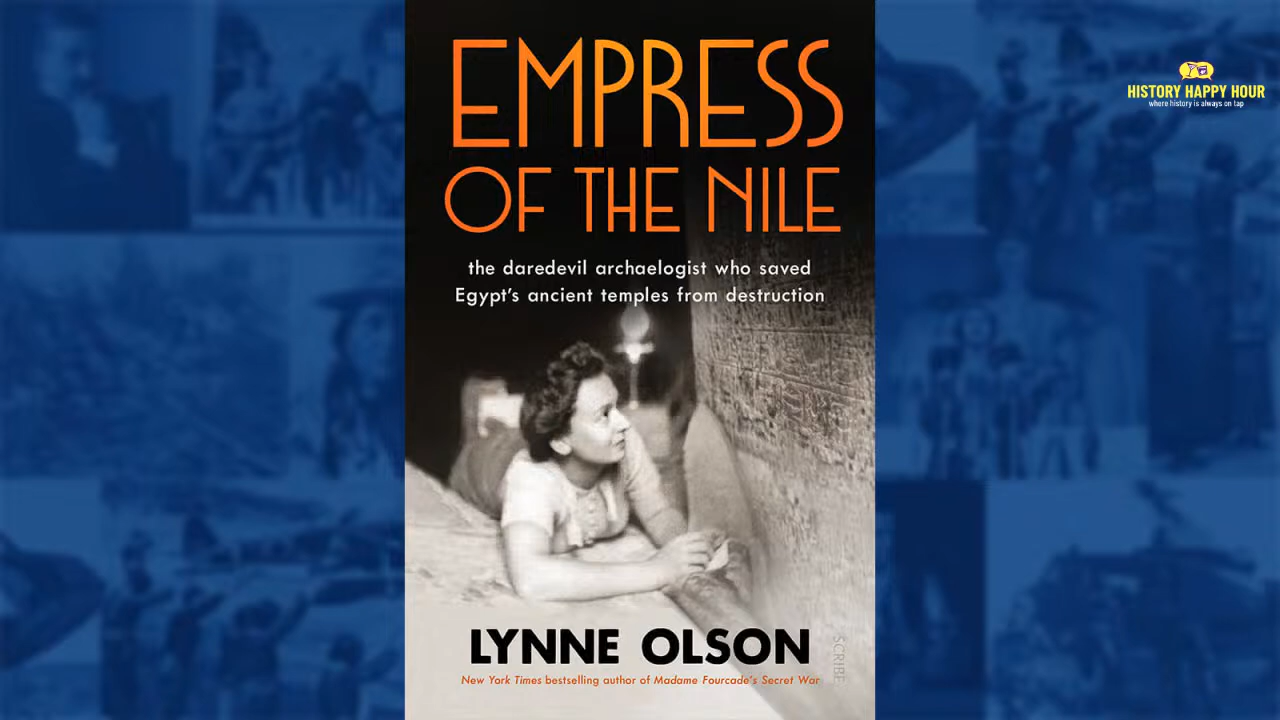 EMPRESS
OF THE NILE
the daredevil archaelogist who saved
Egypt's ancient temples from destruction
LYNNE OLSON
New York Times bestselling author of Madame Fourcade's Secret War
SCRIBE
HISTORY HAPPY HOUR
where history is always on tap